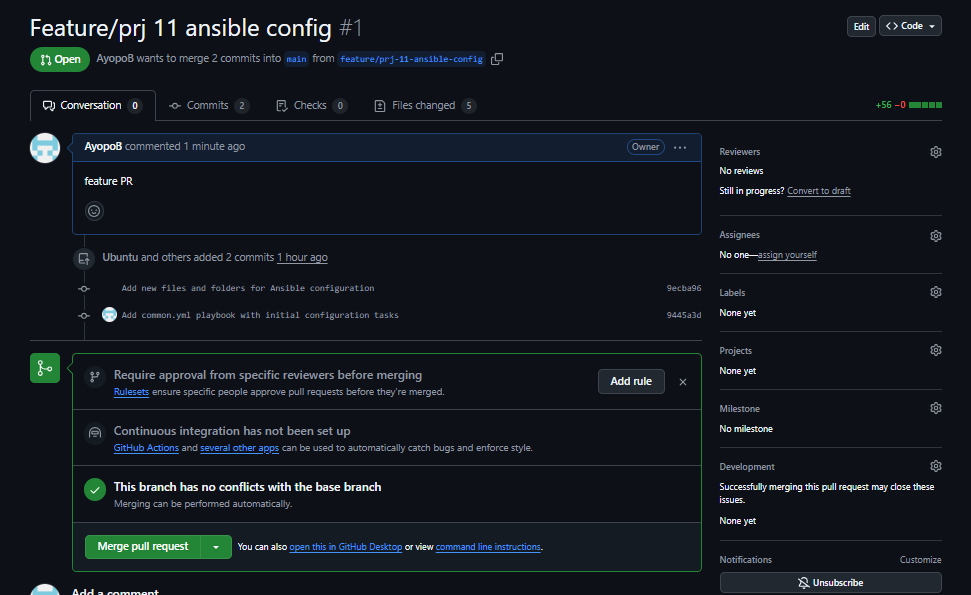 Feature/prj 11 ansible config #1
Edit
Code
Open
AyopoB wants to merge 2 commits into main from feature/prj-11-ansible-config
Conversation 0
Commits 2
Checks 0
Files changed 5
+56 −0
AyopoB commented 1 minute ago
Owner
feature PR
Ubuntu and others added 2 commits 1 hour ago
Add new files and folders for Ansible configuration 9ecba96
Add common.yml playbook with initial configuration tasks 9445a3d
Require approval from specific reviewers before merging
Rulesets ensure specific people approve pull requests before they're merged.
Add rule
Continuous integration has not been set up
GitHub Actions and several other apps can be used to automatically catch bugs and enforce style.
This branch has no conflicts with the base branch
Merging can be performed automatically.
Merge pull request
You can also open this in GitHub Desktop or view command line instructions.
Add a comment
Reviewers
No reviews
Still in progress? Convert to draft
Assignees
No one—assign yourself
Labels
None yet
Projects
None yet
Milestone
No milestone
Development
Successfully merging this pull request may close these
issues.
None yet
Notifications
Customize
Unsubscribe